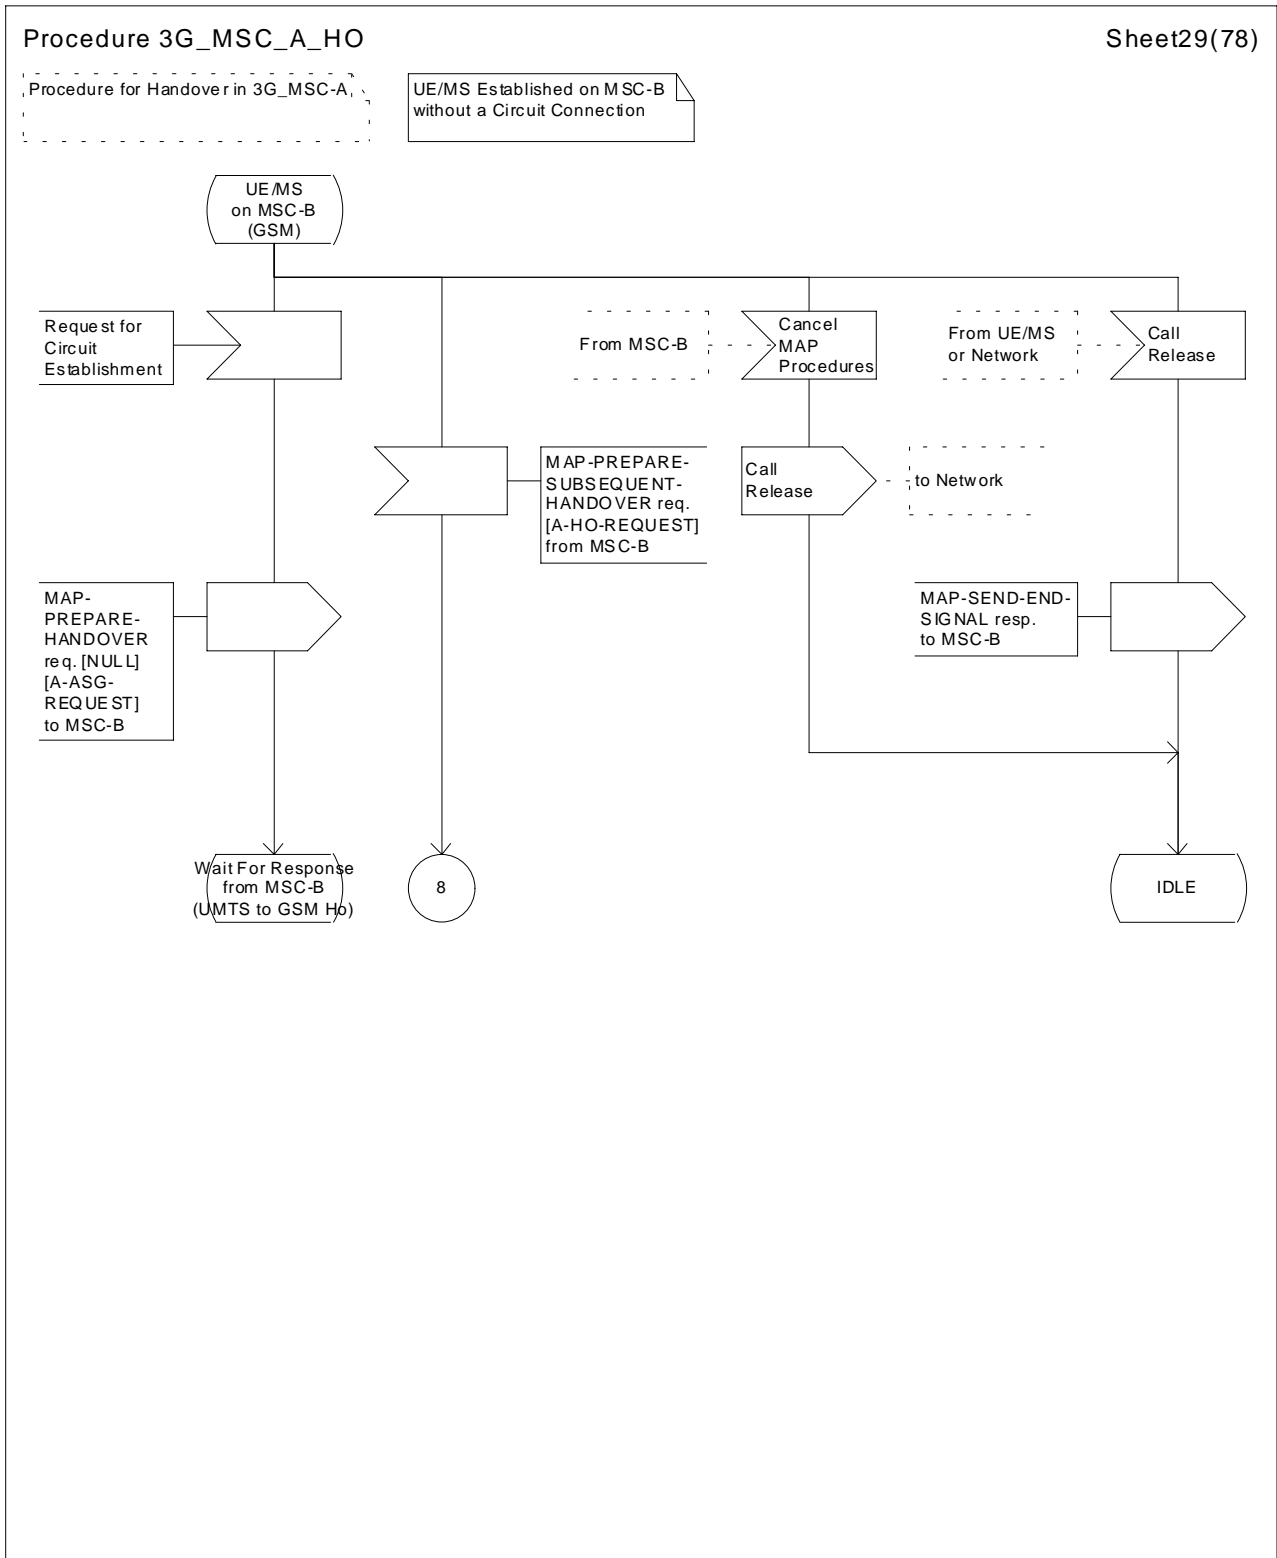 Procedure 3G_MSC_A_HO
Sheet29(78)
Procedure for Handover in 3G_MSC-A
UE/MS Established on MSC-B
without a Circuit Connection
UE/MS
on MSC-B
(GSM)
Request for
Circuit
Establishment
From MSC-B
Cancel
MAP
Procedures
From UE/MS
or Network
Call
Release
MAP-PREPARE-
SUBSEQUENT-
HANDOVER req.
[A-HO-REQUEST]
from MSC-B
Call
Release
to Network
MAP-
PREPARE-
HANDOVER
req. [NULL]
[A-ASG-
REQUEST]
to MSC-B
MAP-SEND-END-
SIGNAL resp.
to MSC-B
Wait For Response
from MSC-B
(UMTS to GSM Ho)
8
IDLE